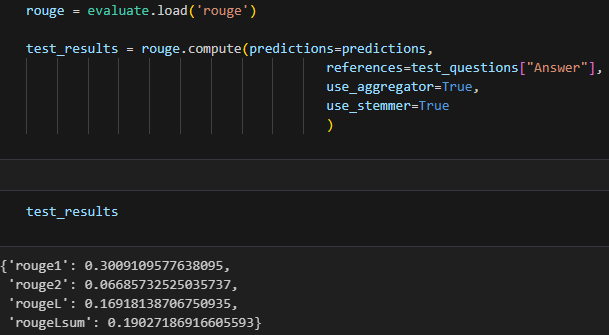 rouge = evaluate.load('rouge')
test_results = rouge.compute(predictions=predictions,
references=test_questions["Answer"],
use_aggregator=True,
use_stemmer=True
)
test_results
{'rouge1': 0.3009109577638095,
'rouge2': 0.06685732525035737,
'rougeL': 0.16918138706750935,
'rougeLsum': 0.19027186916605593}